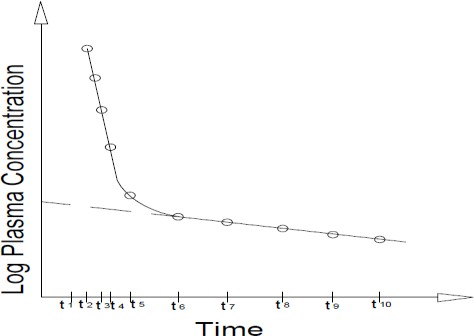 Log Plasma Concentration
t1 t2 t3 t4 t5 t6 t7 t8 t9 t10
Time